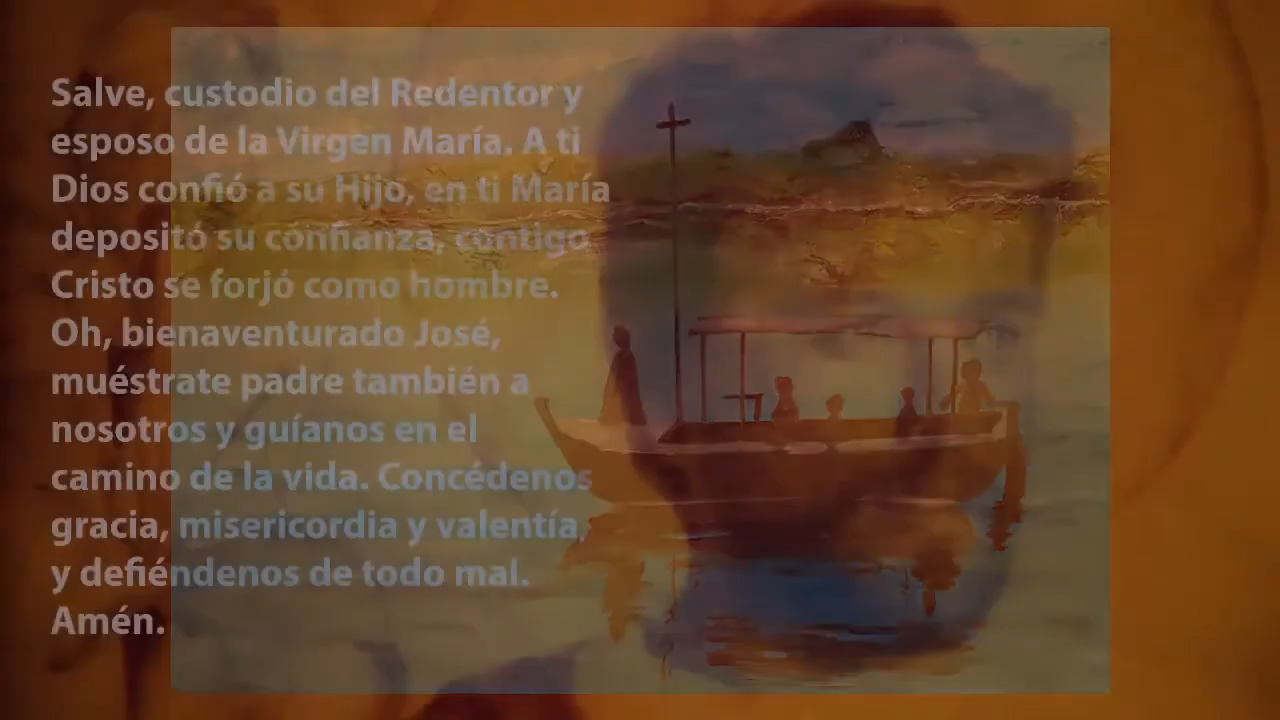 Salve, custodio del Redentor y
esposo de la Virgen María. A ti
Dios confió a su Hijo, en ti María
depositó su confianza, contigo
Cristo se forjó como hombre.
Oh, bienaventurado José,
muéstrate padre también a
nosotros y guíanos en el
camino de la vida. Concédenos
gracia, misericordia y valentía,
y defiéndenos de todo mal.
Amén.